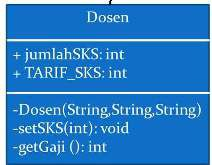 Dosen
+ jumlahSKS: int
+ TARIF_SKS: int
-Dosen(String,String,String)
-setSKS(int): void
-getGaji (): int